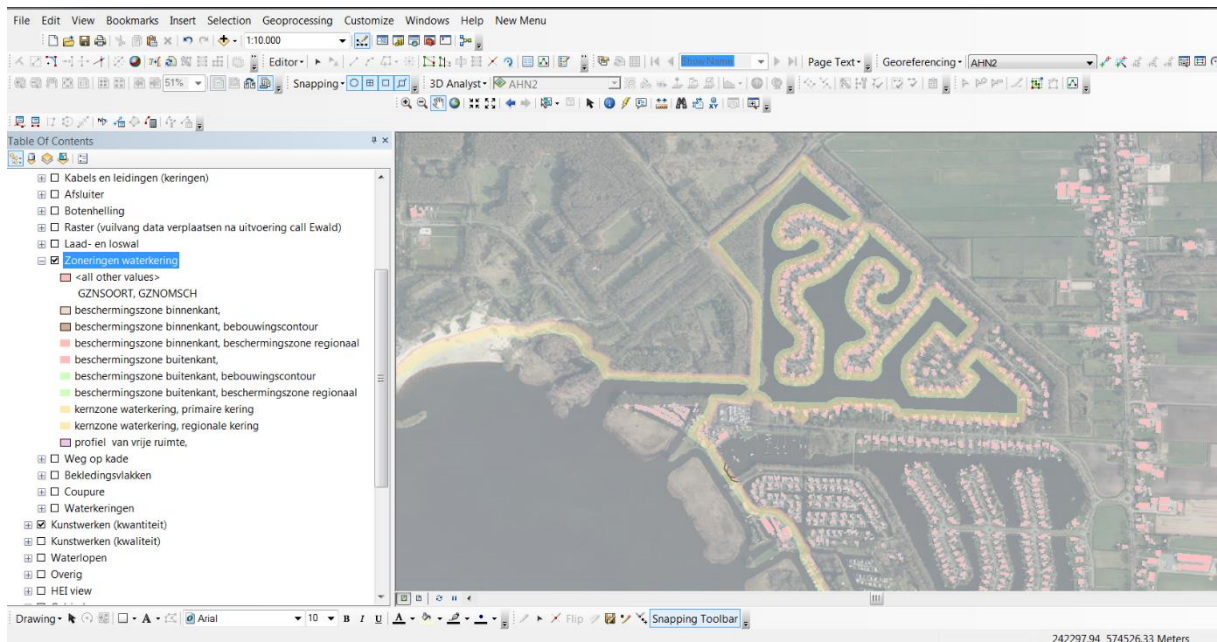 File Edit View Bookmarks Insert Selection Geoprocessing Customize Windows Help New Menu
1:10.000
Editor Show Name Page Text Georeferencing AHN2
51% Snapping 3D Analyst AHN2
Table Of Contents
Kabels en leidingen (keringen)
Afsluiter
Botenhelling
Raster (vuilvang data verplaatsen na uitvoering call Ewald)
Laad- en loswal
Zoneringen waterkering
<all other values>
GZNSOORT, GZNOMSCH
beschermingszone binnenkant,
beschermingszone binnenkant, bebouwingscontour
beschermingszone binnenkant, beschermingszone regionaal
beschermingszone buitenkant,
beschermingszone buitenkant, bebouwingscontour
beschermingszone buitenkant, beschermingszone regionaal
kernzone waterkering, primaire kering
kernzone waterkering, regionale kering
profiel van vrije ruimte,
Weg op kade
Bekledingsvlakken
Coupure
Waterkeringen
Kunstwerken (kwantiteit)
Kunstwerken (kwaliteit)
Waterlopen
Overig
HEI view
Drawing A Arial 10 B I U A Flip Snapping Toolbar
242297,94 574526,33 Meters